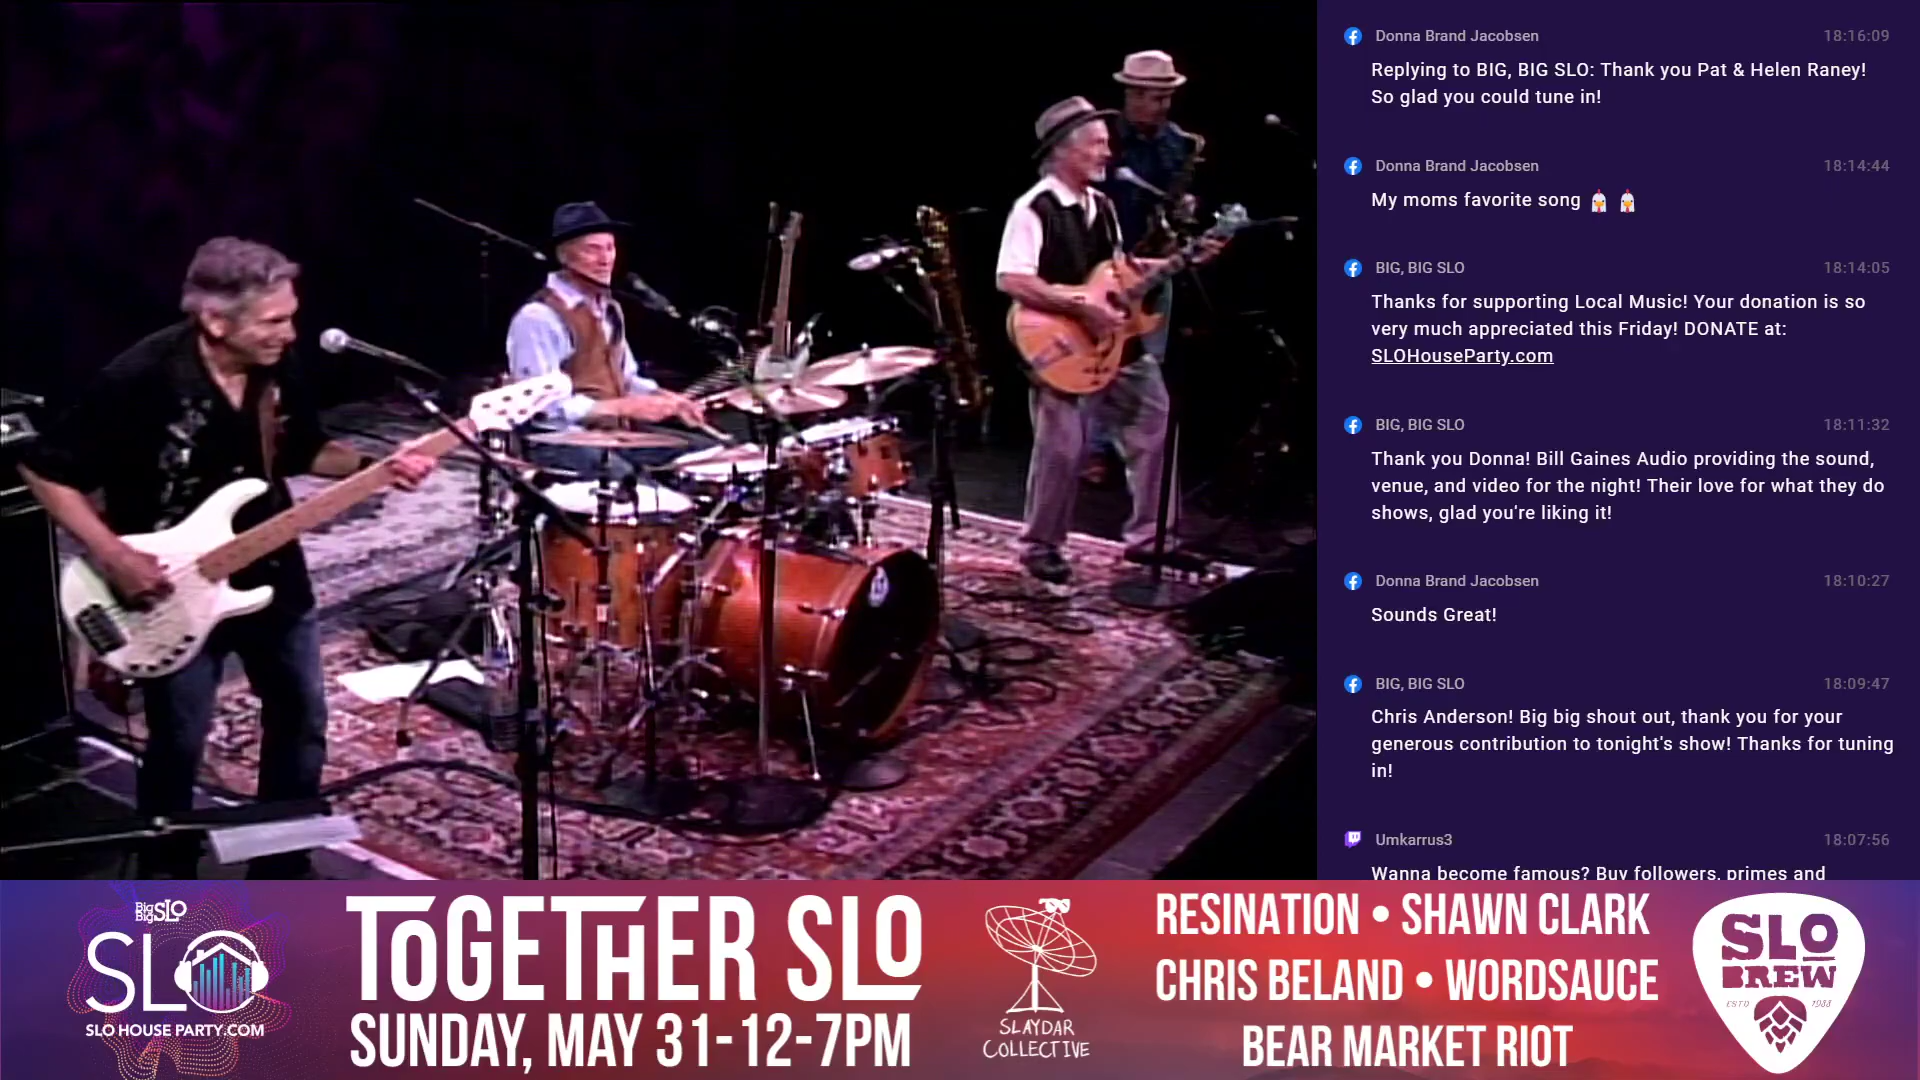 Donna Brand Jacobsen 18:16:09
Replying to BIG, BIG SLO: Thank you Pat & Helen Raney!
So glad you could tune in!
Donna Brand Jacobsen 18:14:44
My moms favorite song 🐔 🐔
BIG, BIG SLO 18:14:05
Thanks for supporting Local Music! Your donation is so
very much appreciated this Friday! DONATE at:
SLOHouseParty.com
BIG, BIG SLO 18:11:32
Thank you Donna! Bill Gaines Audio providing the sound,
venue, and video for the night! Their love for what they do
shows, glad you're liking it!
Donna Brand Jacobsen 18:10:27
Sounds Great!
BIG, BIG SLO 18:09:47
Chris Anderson! Big big shout out, thank you for your
generous contribution to tonight's show! Thanks for tuning
in!
Umkarrus3 18:07:56
Wanna become famous? Buy followers, primes and
Big Big SLO
SLO
SLO HOUSE PARTY.COM
TOGETHER SLO
SUNDAY, MAY 31-12-7PM
SLAYDAR
COLLECTIVE
RESINATION • SHAWN CLARK
CHRIS BELAND • WORDSAUCE
BEAR MARKET RIOT
SLO
BREW
ESTD 1988